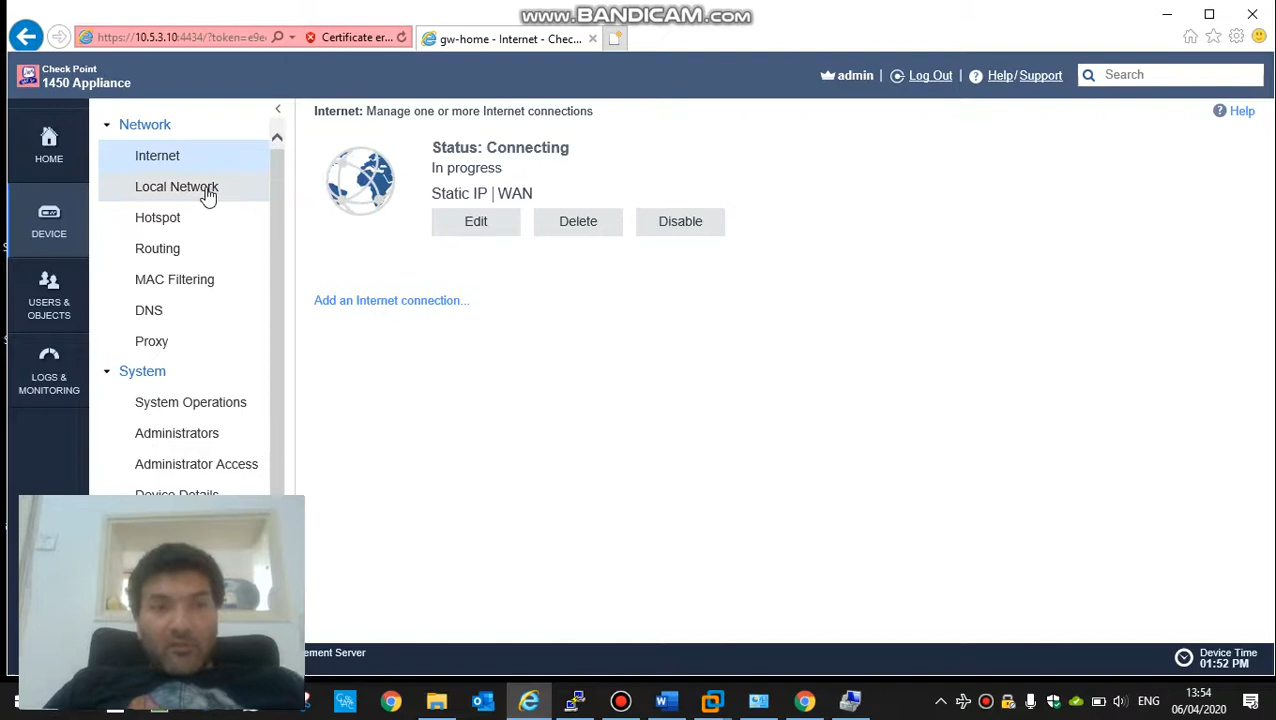 www.BANDICAM.com
https://10.5.3.10:4434/?token=e9e
Certificate er...
gw-home - Internet - Chec...
Check Point
1450 Appliance
admin | Log Out | Help/Support
Search
Network
Internet
Local Network
Hotspot
Routing
MAC Filtering
DNS
Proxy
System
System Operations
Administrators
Administrator Access
Device Details
HOME
DEVICE
USERS &
OBJECTS
LOGS &
MONITORING
Internet: Manage one or more Internet connections
Help
Status: Connecting
In progress
Static IP | WAN
Edit
Delete
Disable
Add an Internet connection...
ement Server
Device Time
01:52 PM
ENG
13:54
06/04/2020